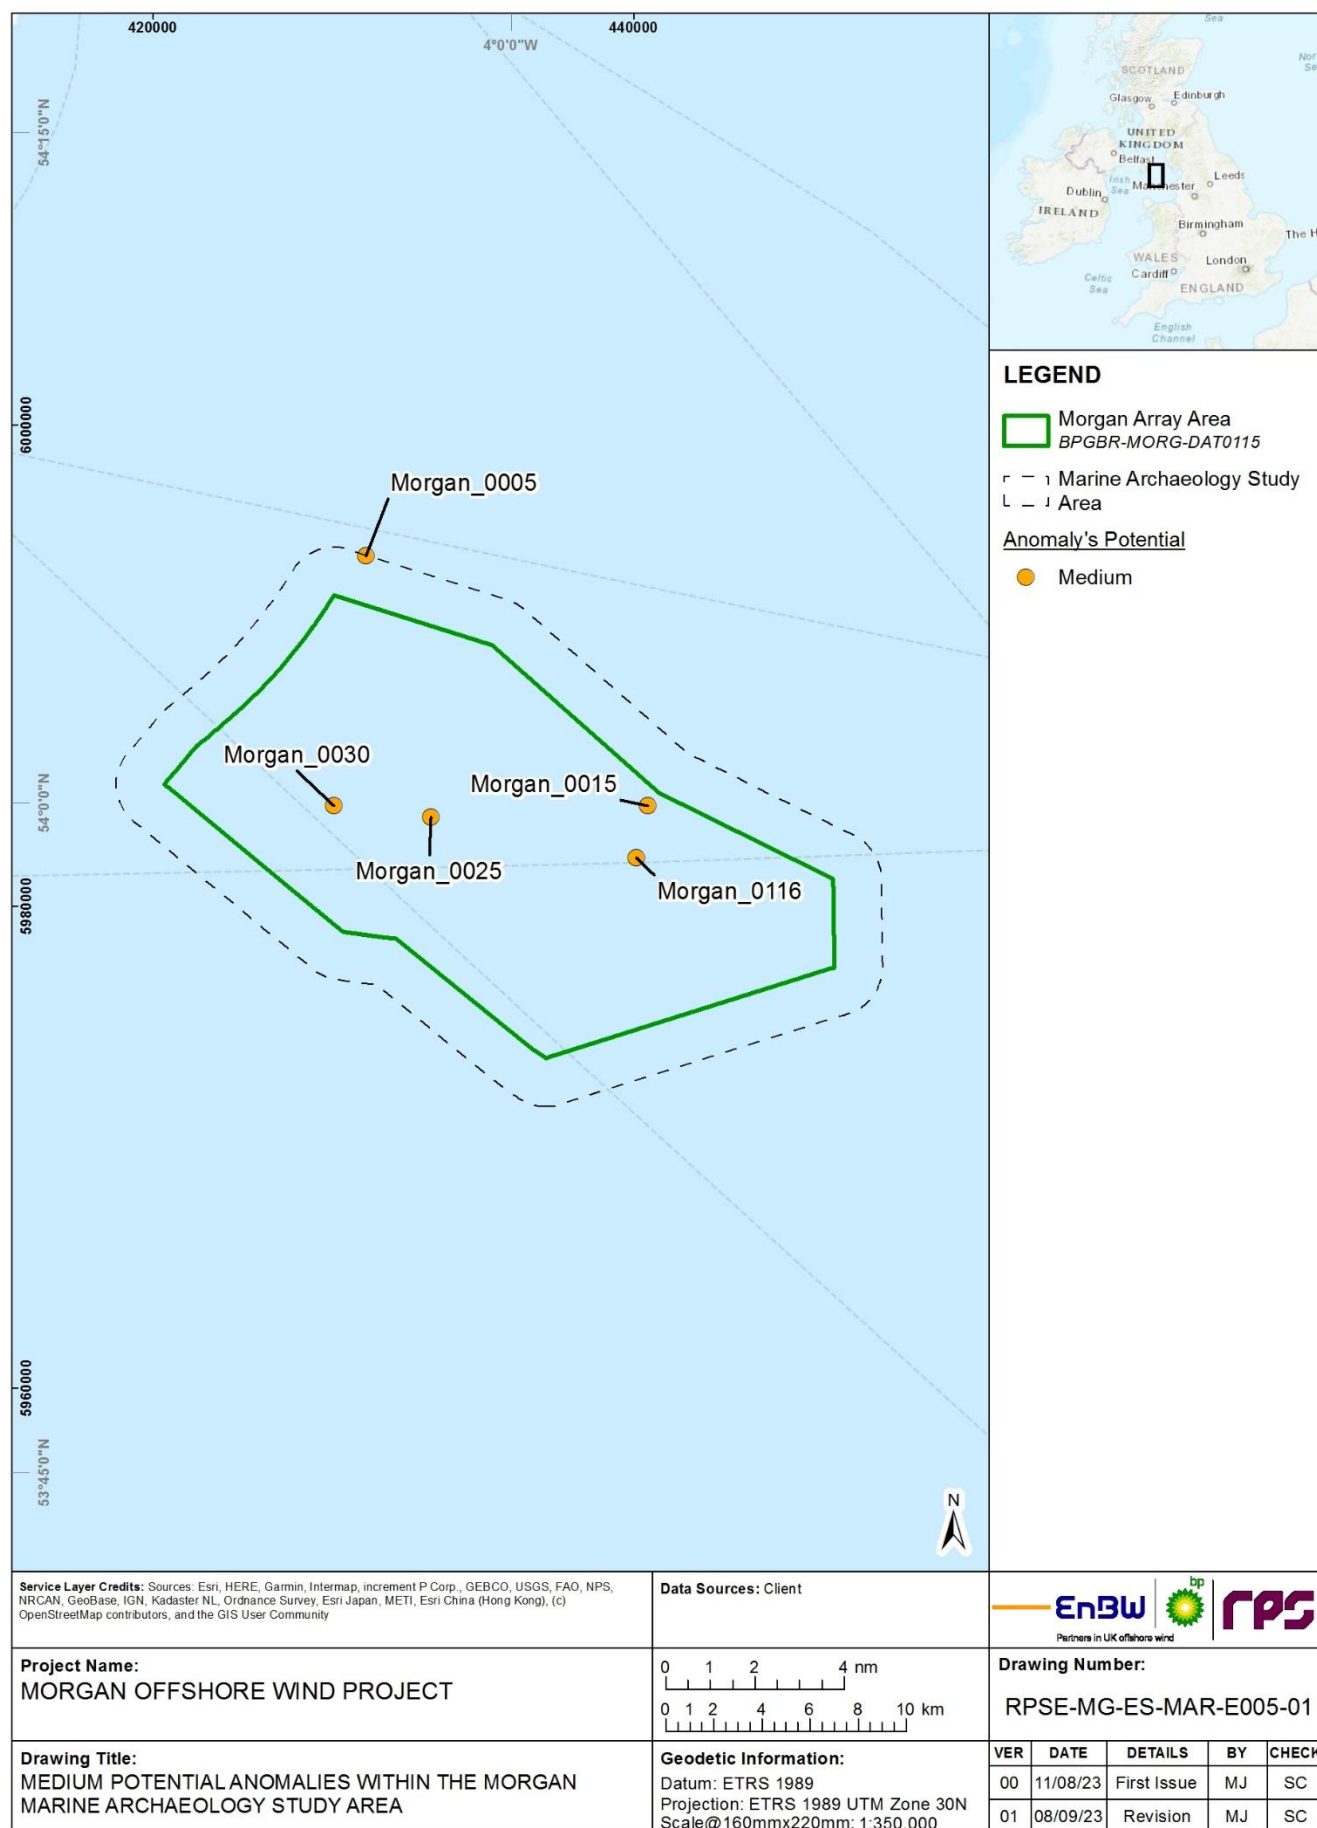 420000
440000
4°0'0"W
54°15'0"N
6000000
54°0'0"N
5980000
5960000
53°45'0"N
Morgan_0005
Morgan_0030
Morgan_0015
Morgan_0025
Morgan_0116
N
Sea
SCOTLAND
Glasgow
Edinburgh
UNITED
KINGDOM
Belfast
Irish
Sea
Leeds
Dublin
IRELAND
Birmingham
The H
WALES
London
Cardiff
Celtic
Sea
ENGLAND
English
Channel
LEGEND
Morgan Array Area
BPGBR-MORG-DAT0115
Marine Archaeology Study
Area
Anomaly's Potential
Medium
Service Layer Credits: Sources: Esri, HERE, Garmin, Intermap, increment P Corp., GEBCO, USGS, FAO, NPS,
NRCAN, GeoBase, IGN, Kadaster NL, Ordnance Survey, Esri Japan, METI, Esri China (Hong Kong), (c)
OpenStreetMap contributors, and the GIS User Community
Data Sources: Client
EnBW
bp
rps
Partners in UK offshore wind
Project Name:
MORGAN OFFSHORE WIND PROJECT
0 1 2 4 nm
0 1 2 4 6 8 10 km
Drawing Number:
RPSE-MG-ES-MAR-E005-01
Drawing Title:
MEDIUM POTENTIAL ANOMALIES WITHIN THE MORGAN
MARINE ARCHAEOLOGY STUDY AREA
Geodetic Information:
Datum: ETRS 1989
Projection: ETRS 1989 UTM Zone 30N
Scale@160mmx220mm: 1:350,000
VER DATE DETAILS BY CHECK
00 11/08/23 First Issue MJ SC
01 08/09/23 Revision MJ SC